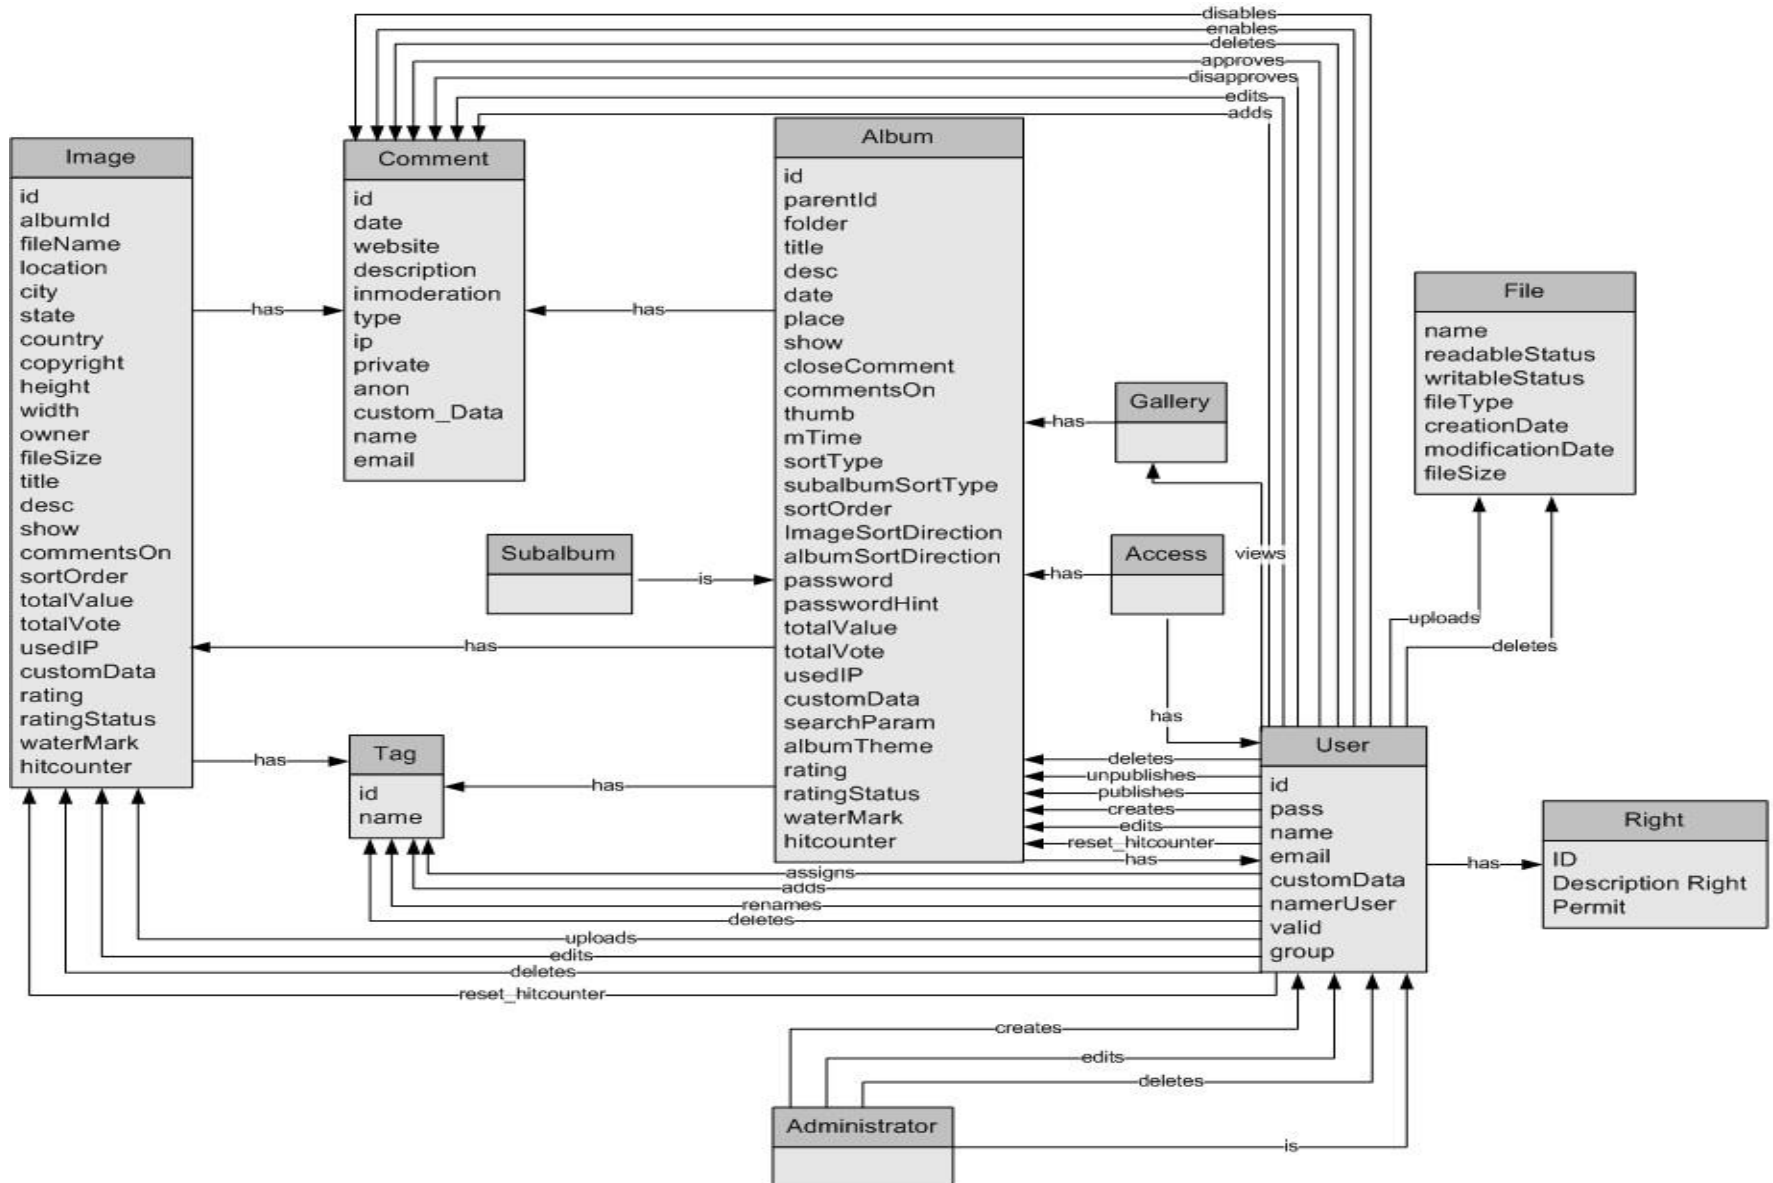 disables
enables
deletes
approves
disapproves
edits
adds
Image
id
albumId
fileName
location
city
state
country
copyright
height
width
owner
fileSize
title
desc
show
commentsOn
sortOrder
totalValue
totalVote
usedIP
customData
rating
ratingStatus
waterMark
hitcounter
has
Comment
id
date
website
description
inmoderation
type
ip
private
anon
custom_Data
name
email
has
Album
id
parentId
folder
title
desc
date
place
show
closeComment
commentsOn
thumb
mTime
sortType
subalbumSortType
sortOrder
ImageSortDirection
albumSortDirection
password
passwordHint
totalValue
totalVote
usedIP
customData
searchParam
albumTheme
rating
ratingStatus
waterMark
hitcounter
has
Gallery
File
name
readableStatus
writableStatus
fileType
creationDate
modificationDate
fileSize
Subalbum
is
has
Access
views
uploads
deletes
has
has
has
Tag
id
name
has
deletes
unpublishes
publishes
creates
edits
reset_hitcounter
has
User
id
pass
name
email
customData
namerUser
valid
group
has
Right
ID
Description Right
Permit
assigns
adds
renames
deletes
uploads
edits
deletes
reset_hitcounter
creates
edits
deletes
Administrator
is